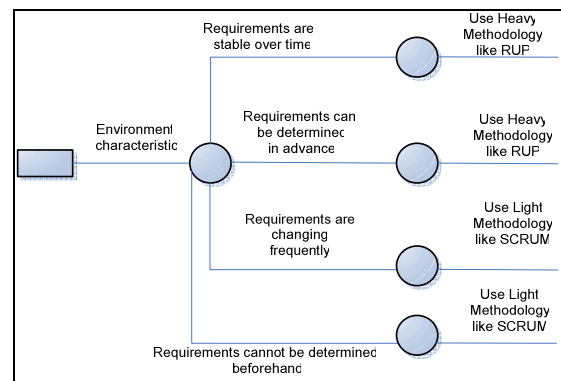 Requirements are
stable over time
Use Heavy
Methodology
like RUP
Environment
characteristic
Requirements can
be determined
in advance
Use Heavy
Methodology
like RUP
Requirements are
changing
frequently
Use Light
Methodology
like SCRUM
Use Light
Methodology
like SCRUM
Requirements cannot be determined
beforehand